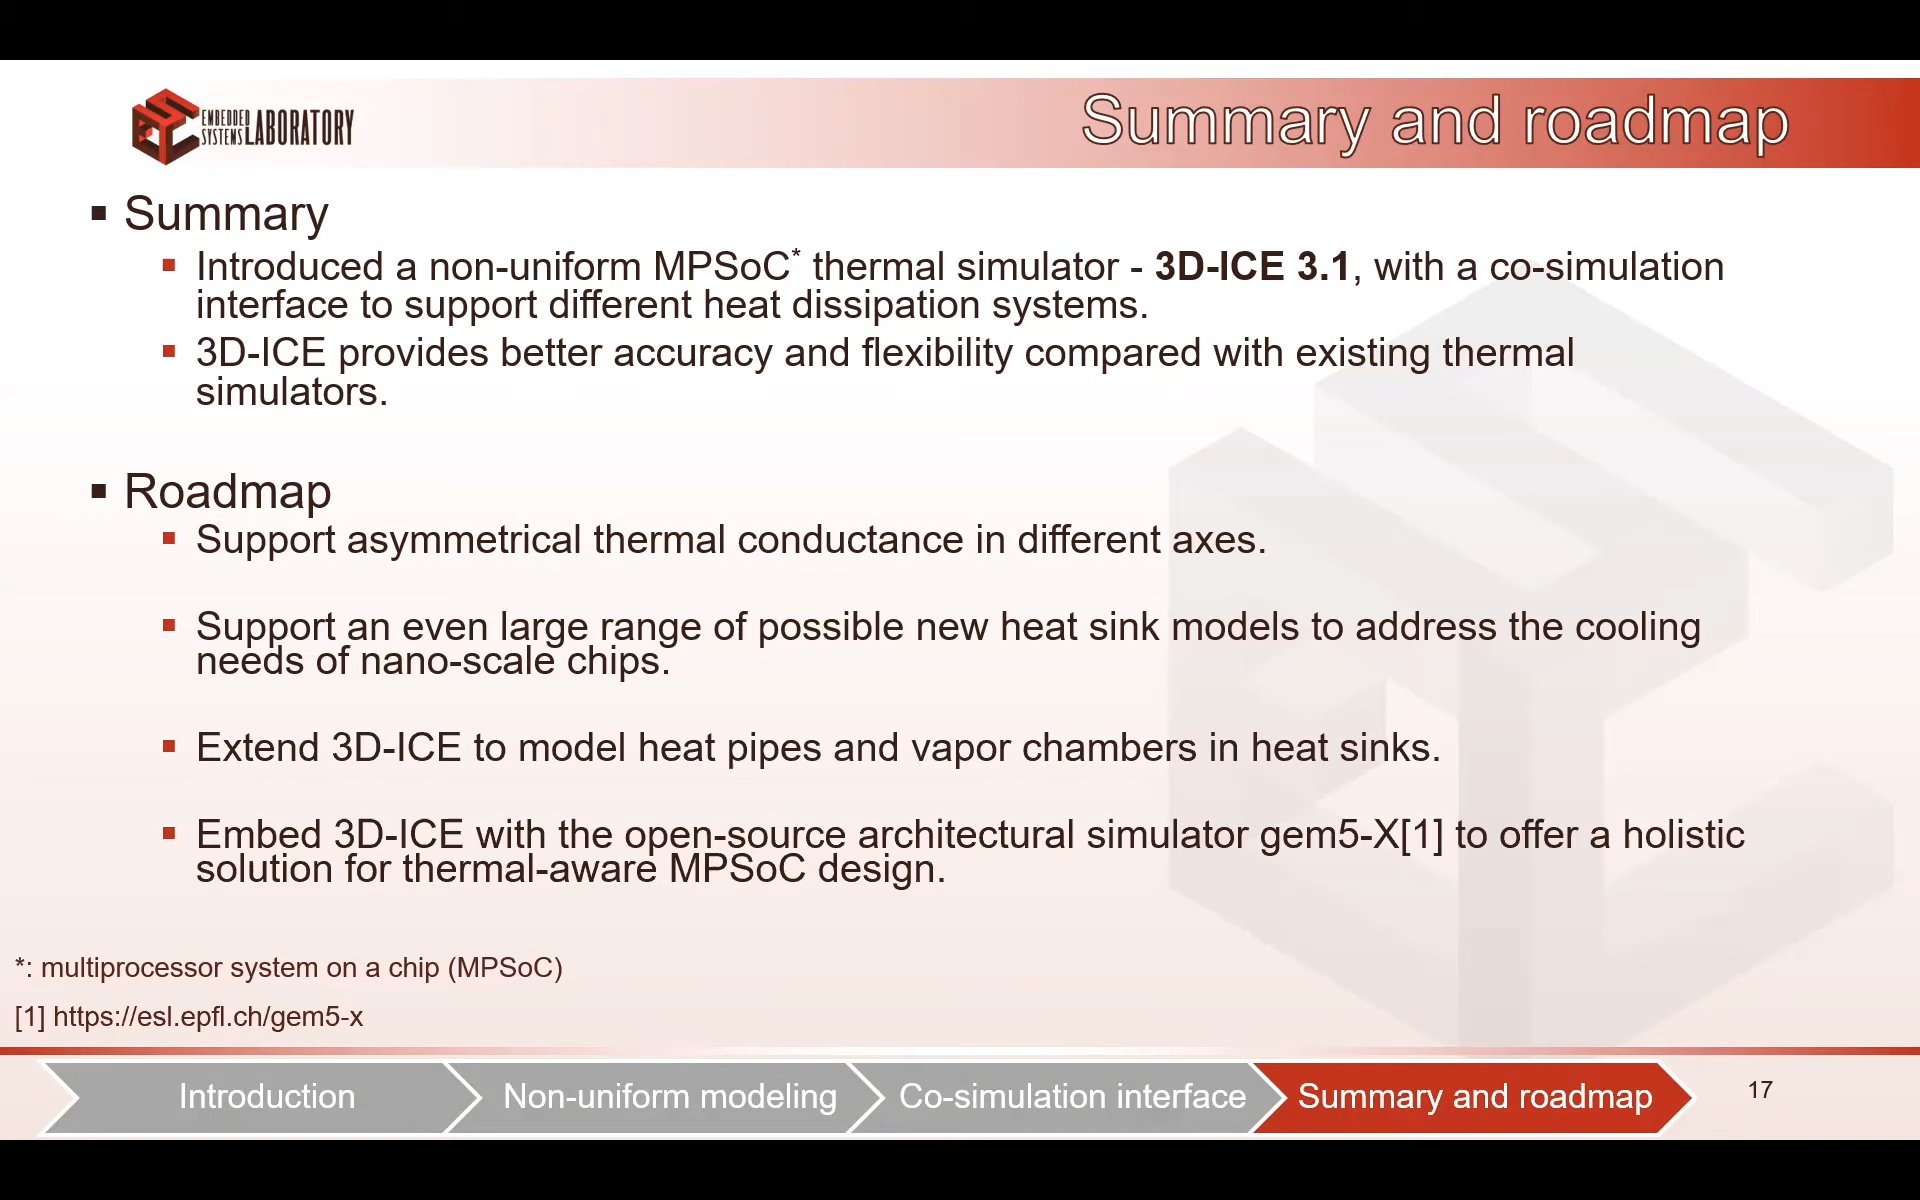 EMBEDDED
SYSTEMS LABORATORY
Summary and roadmap
▪ Summary
▪ Introduced a non-uniform MPSoC* thermal simulator - 3D-ICE 3.1, with a co-simulation
interface to support different heat dissipation systems.
▪ 3D-ICE provides better accuracy and flexibility compared with existing thermal
simulators.
▪ Roadmap
▪ Support asymmetrical thermal conductance in different axes.
▪ Support an even large range of possible new heat sink models to address the cooling
needs of nano-scale chips.
▪ Extend 3D-ICE to model heat pipes and vapor chambers in heat sinks.
▪ Embed 3D-ICE with the open-source architectural simulator gem5-X[1] to offer a holistic
solution for thermal-aware MPSoC design.
*: multiprocessor system on a chip (MPSoC)
[1] https://esl.epfl.ch/gem5-x
Introduction
Non-uniform modeling
Co-simulation interface
Summary and roadmap
17